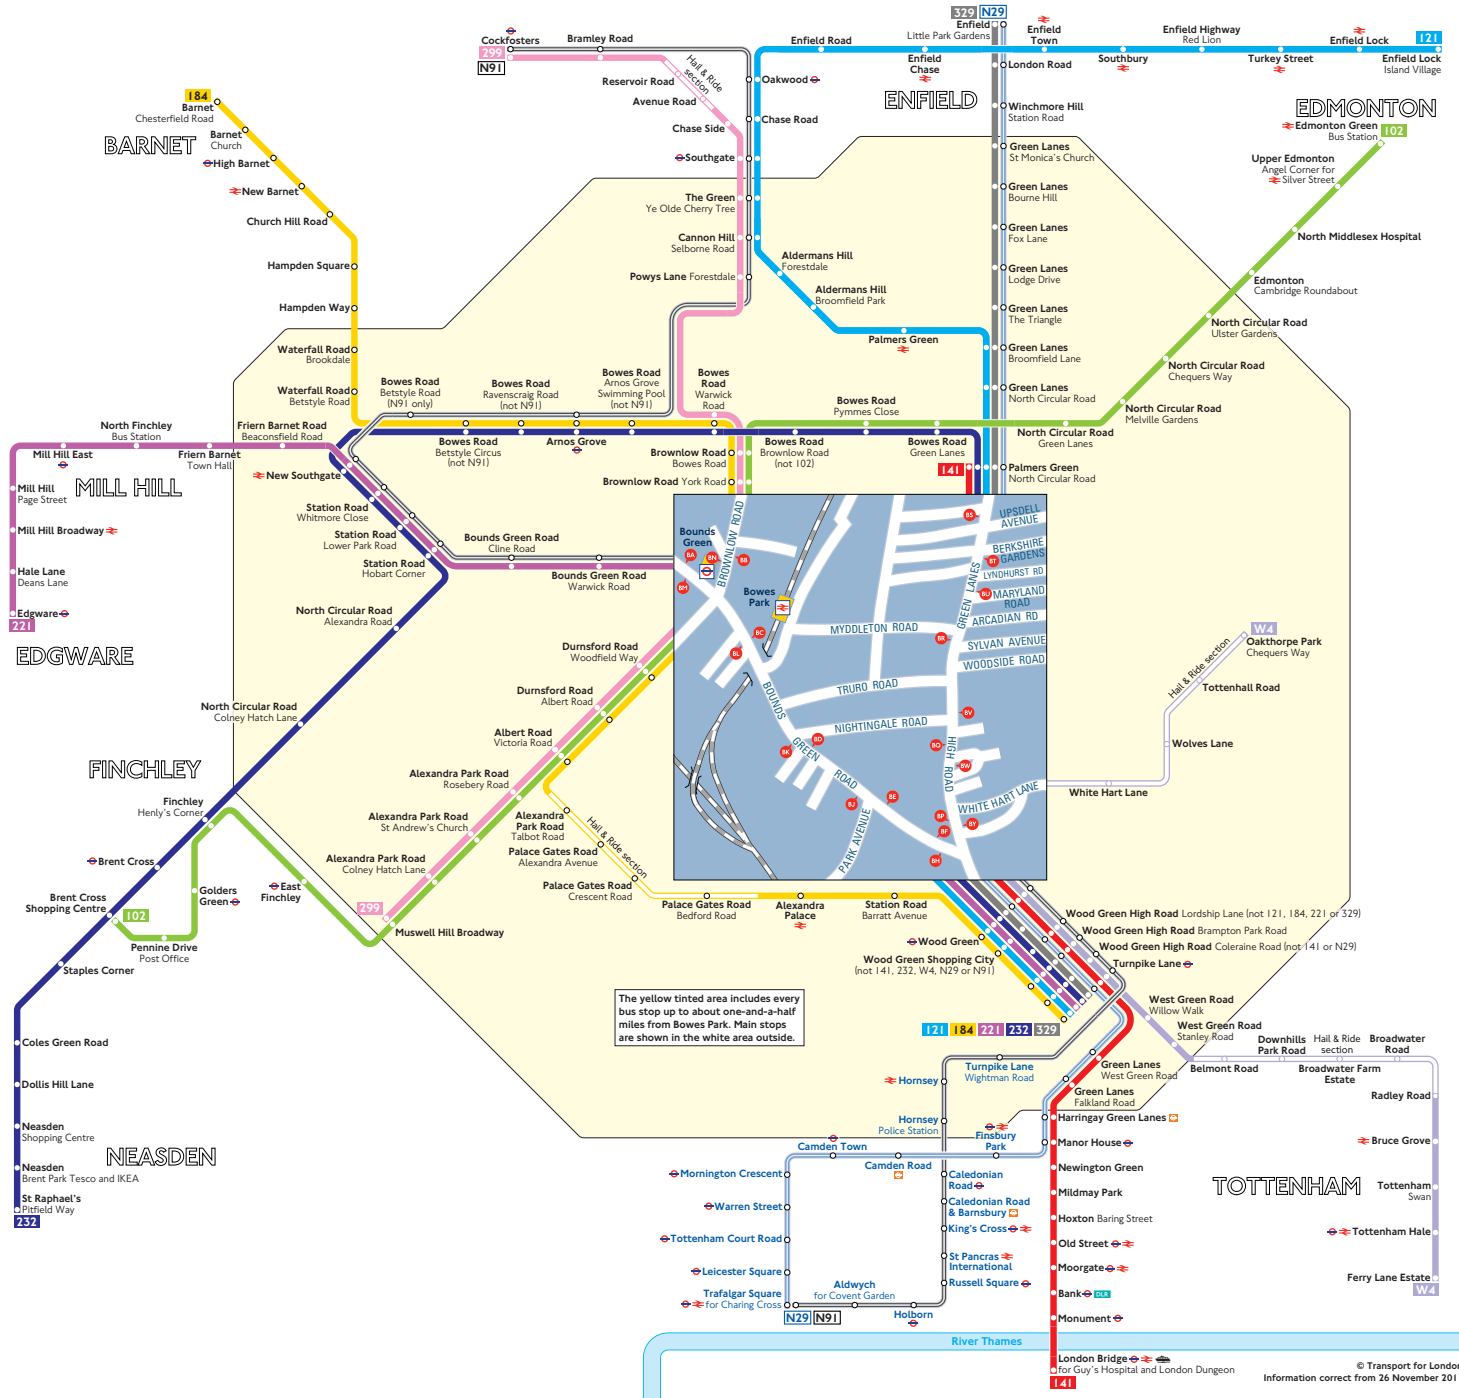 329 N29
Enfield
Little Park Gardens
Enfield
Town
Enfield Road
Enfield
Chase
Southbury
Enfield Highway
Red Lion
Turkey Street
Enfield Lock
121
Enfield Lock
Island Village
Cockfosters
299
N91
Bramley Road
Hail & Ride
section
Reservoir Road
Avenue Road
Chase Side
Southgate
The Green
Ye Olde Cherry Tree
Cannon Hill
Selborne Road
Powys Lane Forestdale
Oakwood
Chase Road
Aldermans Hill
Forestdale
Aldermans Hill
Broomfield Park
Palmers Green
ENFIELD
London Road
Winchmore Hill
Station Road
Green Lanes
St Monica's Church
Green Lanes
Bourne Hill
Green Lanes
Fox Lane
Green Lanes
Lodge Drive
Green Lanes
The Triangle
Green Lanes
Broomfield Lane
Green Lanes
North Circular Road
Palmers Green
North Circular Road
141
EDMONTON
Edmonton Green
Bus Station
102
Upper Edmonton
Angel Corner for
Silver Street
North Middlesex Hospital
Edmonton
Cambridge Roundabout
North Circular Road
Ulster Gardens
North Circular Road
Chequers Way
North Circular Road
Melville Gardens
North Circular Road
Green Lanes
Bowes Road
Pymmes Close
Bowes Road
Green Lanes
Bowes Road
Brownlow Road
(not 102)
184
Barnet
Chesterfield Road
BARNET
Barnet
Church
High Barnet
New Barnet
Church Hill Road
Hampden Square
Hampden Way
Waterfall Road
Brookdale
Waterfall Road
Betstyle Road
Bowes Road
Betstyle Road
(N91 only)
Bowes Road
Ravenscraig Road
(not N91)
Bowes Road
Arnos Grove
Swimming Pool
(not N91)
Bowes
Road
Warwick
Road
Bowes Road
Betstyle Circus
(not N91)
Arnos Grove
Brownlow Road
Bowes Road
Brownlow Road York Road
North Finchley
Bus Station
Friern Barnet Road
Beaconsfield Road
Mill Hill East
Friern Barnet
Town Hall
New Southgate
MILL HILL
Mill Hill
Page Street
Mill Hill Broadway
Hale Lane
Deans Lane
Edgware
221
EDGWARE
Station Road
Whitmore Close
Station Road
Lower Park Road
Station Road
Hobart Corner
Bounds Green Road
Cline Road
Bounds Green Road
Warwick Road
North Circular Road
Alexandra Road
North Circular Road
Colney Hatch Lane
FINCHLEY
Finchley
Henly's Corner
Brent Cross
Brent Cross
Shopping Centre
102
Golders
Green
East
Finchley
Pennine Drive
Post Office
Staples Corner
Coles Green Road
Dollis Hill Lane
Neasden
Shopping Centre
Neasden
Brent Park Tesco and IKEA
NEASDEN
St Raphael's
Pitfield Way
232
Durnsford Road
Woodfield Way
Durnsford Road
Albert Road
Albert Road
Victoria Road
Alexandra Park Road
Rosebery Road
Alexandra Park Road
St Andrew's Church
Alexandra Park Road
Colney Hatch Lane
299
Muswell Hill Broadway
Alexandra
Park Road
Talbot Road
Hail & Ride section
Palace Gates Road
Alexandra Avenue
Palace Gates Road
Crescent Road
Palace Gates Road
Bedford Road
Alexandra
Palace
Station Road
Barratt Avenue
Wood Green
Wood Green Shopping City
(not 141, 232, W4, N29 or N91)
BROWNLOW ROAD
Bounds
Green
BA
BN
BB
BM
Bowes
Park
BC
BL
BOUNDS
GREEN
ROAD
MYDDLETON ROAD
TRURO ROAD
NIGHTINGALE ROAD
GREEN LANES
UPSDELL
AVENUE
BERKSHIRE
GARDENS
LYNDHURST RD
MARYLAND
ROAD
ARCADIAN RD
SYLVAN AVENUE
WOODSIDE ROAD
HIGH ROAD
WHITE HART LANE
PARK AVENUE
BS
BT
BU
BR
BV
BQ
BW
BK
BD
BJ
BE
BP
BF
BY
BH
W4
Oakthorpe Park
Chequers Way
Hail & Ride section
Tottenhall Road
Wolves Lane
White Hart Lane
Wood Green High Road Lordship Lane (not 121, 184, 221 or 329)
Wood Green High Road Brampton Park Road
Wood Green High Road Coleraine Road (not 141 or N29)
Turnpike Lane
West Green Road
Willow Walk
West Green Road
Stanley Road
Belmont Road
Downhills
Park Road
Hail & Ride
section
Broadwater Farm
Estate
Broadwater
Road
Radley Road
Bruce Grove
TOTTENHAM
Tottenham
Swan
Tottenham Hale
Ferry Lane Estate
W4
The yellow tinted area includes every
bus stop up to about one-and-a-half
miles from Bowes Park. Main stops
are shown in the white area outside.
121 184 221 232 329
Turnpike Lane
Wightman Road
Hornsey
Hornsey
Police Station
Green Lanes
West Green Road
Green Lanes
Falkland Road
Harringay Green Lanes
Manor House
Newington Green
Mildmay Park
Hoxton Baring Street
Old Street
Moorgate
Bank DLR
Monument
London Bridge
for Guy's Hospital and London Dungeon
141
Finsbury
Park
Camden Town
Camden Road
Mornington Crescent
Warren Street
Tottenham Court Road
Leicester Square
Trafalgar Square
for Charing Cross
N29 N91
Aldwych
for Covent Garden
Holborn
Caledonian
Road
Caledonian Road
& Barnsbury
King's Cross
St Pancras
International
Russell Square
River Thames
© Transport for London
Information correct from 26 November 201